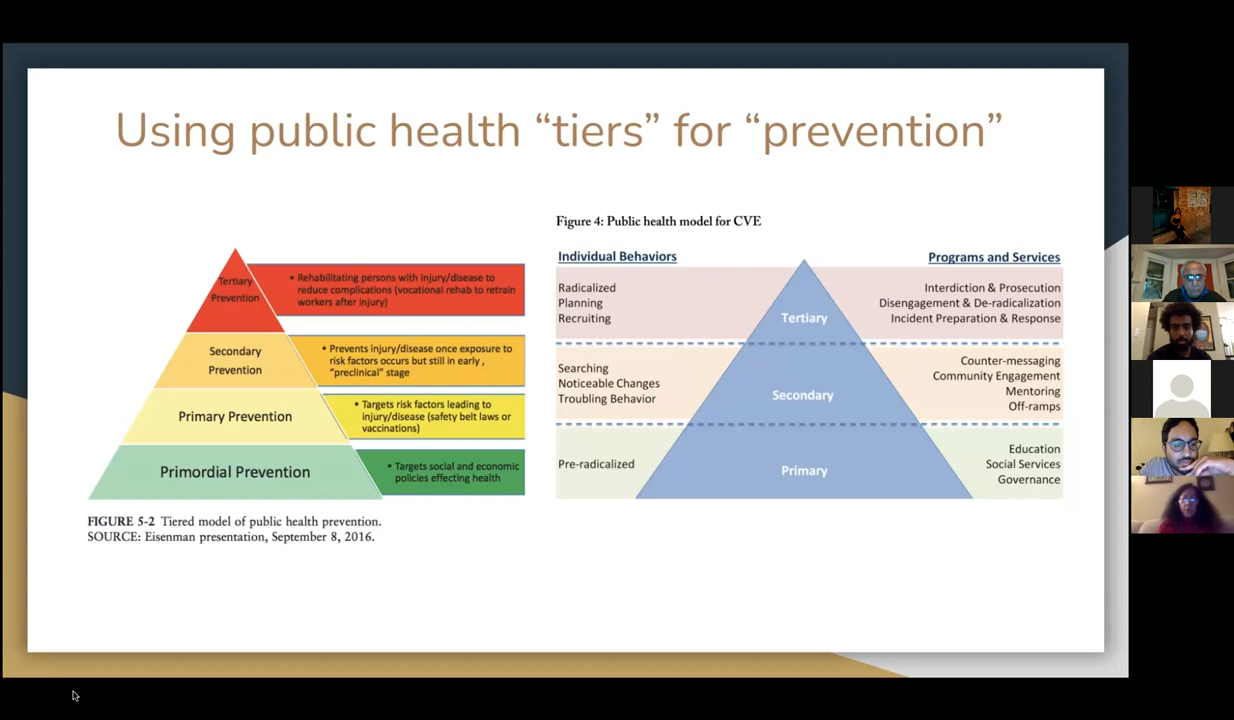 Using public health “tiers” for “prevention”
Tertiary
Prevention
• Rehabilitating persons with injury/disease to
reduce complications (vocational rehab to retrain
workers after injury)
Secondary
Prevention
• Prevents injury/disease once exposure to
risk factors occurs but still in early ,
“preclinical” stage
Primary Prevention
• Targets risk factors leading to
injury/disease (safety belt laws or
vaccinations)
Primordial Prevention
• Targets social and economic
policies effecting health
FIGURE 5-2 Tiered model of public health prevention.
SOURCE: Eisenman presentation, September 8, 2016.
Figure 4: Public health model for CVE
Individual Behaviors
Programs and Services
Radicalized
Planning
Recruiting
Tertiary
Interdiction & Prosecution
Disengagement & De-radicalization
Incident Preparation & Response
Searching
Noticeable Changes
Troubling Behavior
Secondary
Counter-messaging
Community Engagement
Mentoring
Off-ramps
Pre-radicalized
Primary
Education
Social Services
Governance